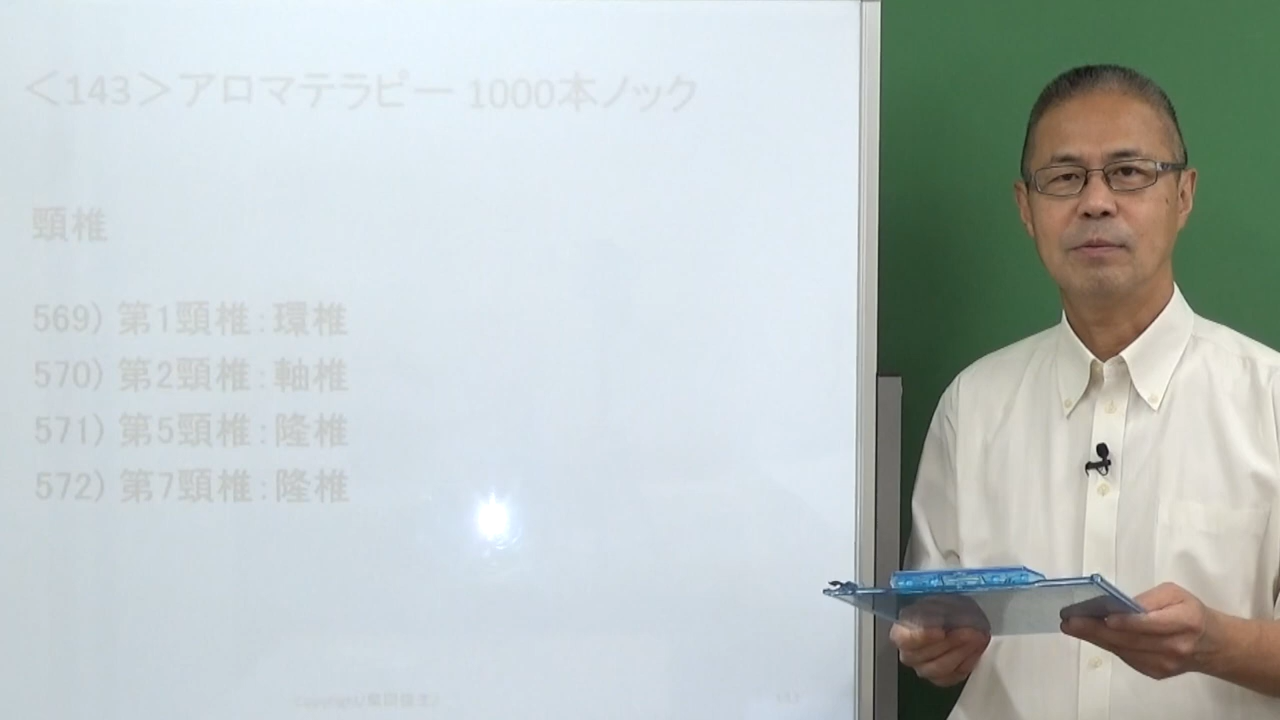 ＜143＞アロマテラピー 1000本ノック
頸椎
569) 第1頸椎：環椎
570) 第2頸椎：軸椎
571) 第5頸椎：隆椎
572) 第7頸椎：隆椎
Copyright